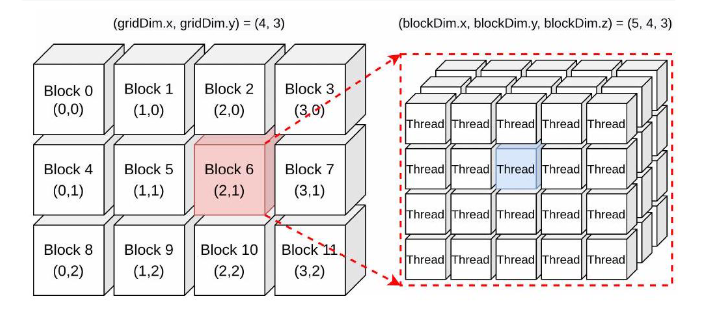 (gridDim.x, gridDim.y) = (4, 3)
(blockDim.x, blockDim.y, blockDim.z) = (5, 4, 3)
Block 0 Block 1 Block 2 Block 3
(0,0) (1,0) (2,0) (3,0)
Block 4 Block 5 Block 6 Block 7
(0,1) (1,1) (2,1) (3,1)
Block 8 Block 9 Block 10 Block 11
(0,2) (1,2) (2,2) (3,2)
Thread Thread Thread Thread Thread
Thread Thread Thread Thread Thread
Thread Thread Thread Thread Thread
Thread Thread Thread Thread Thread